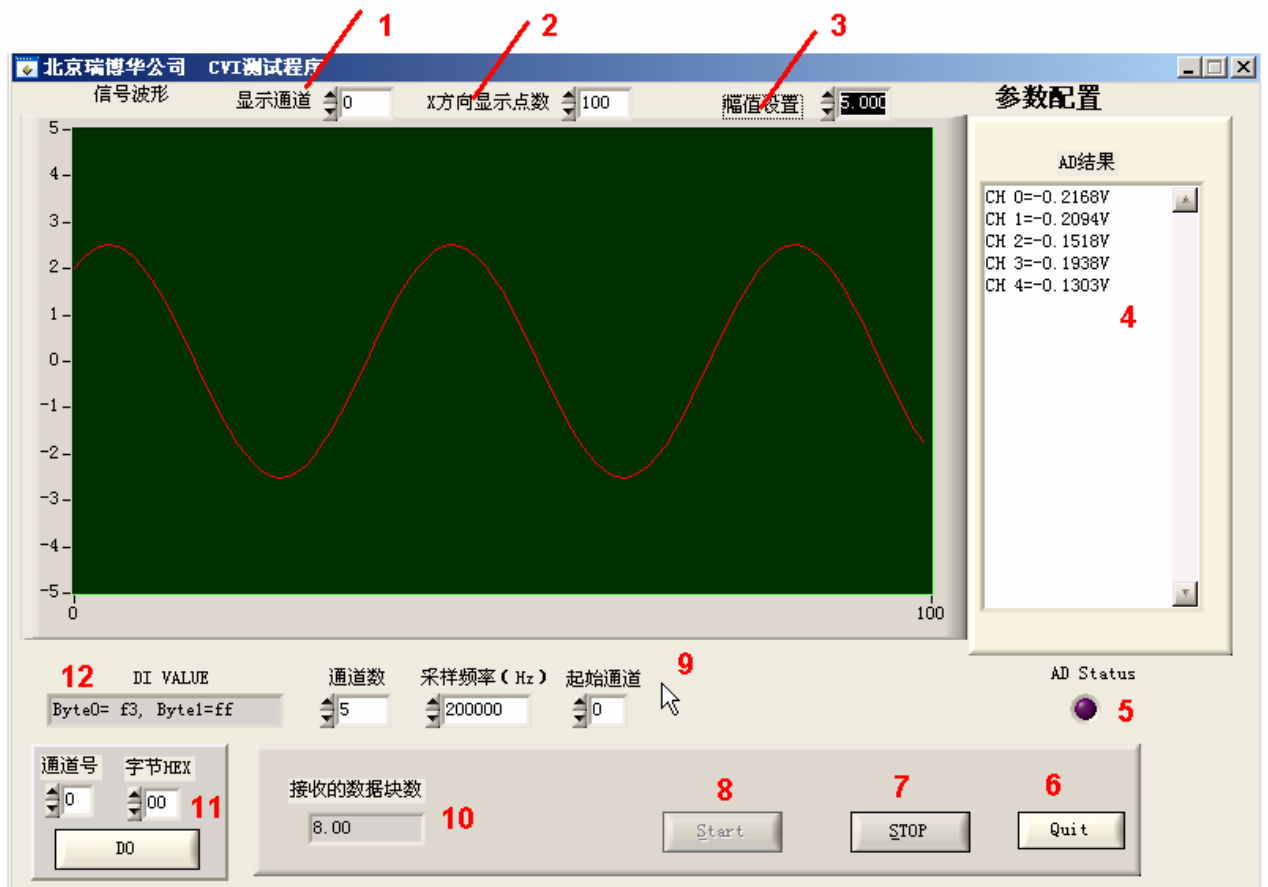 1
2
3
北京瑞博华公司 CVI测试程序
信号波形
显示通道 0
X方向显示点数 100
幅值设置 5.000
参数配置
5
4
3
2
1
0
-1
-2
-3
-4
-5
0
100
AD结果
CH 0=-0.2168V
CH 1=-0.2094V
CH 2=-0.1518V
CH 3=-0.1938V
CH 4=-0.1303V
4
12
DI VALUE
Byte0= f3, Byte1=ff
通道数
5
采样频率(Hz)
200000
起始通道
0
9
AD Status
5
通道号
0
字节HEX
00
11
DO
接收的数据块数
8.00
10
8
Start
7
STOP
6
Quit